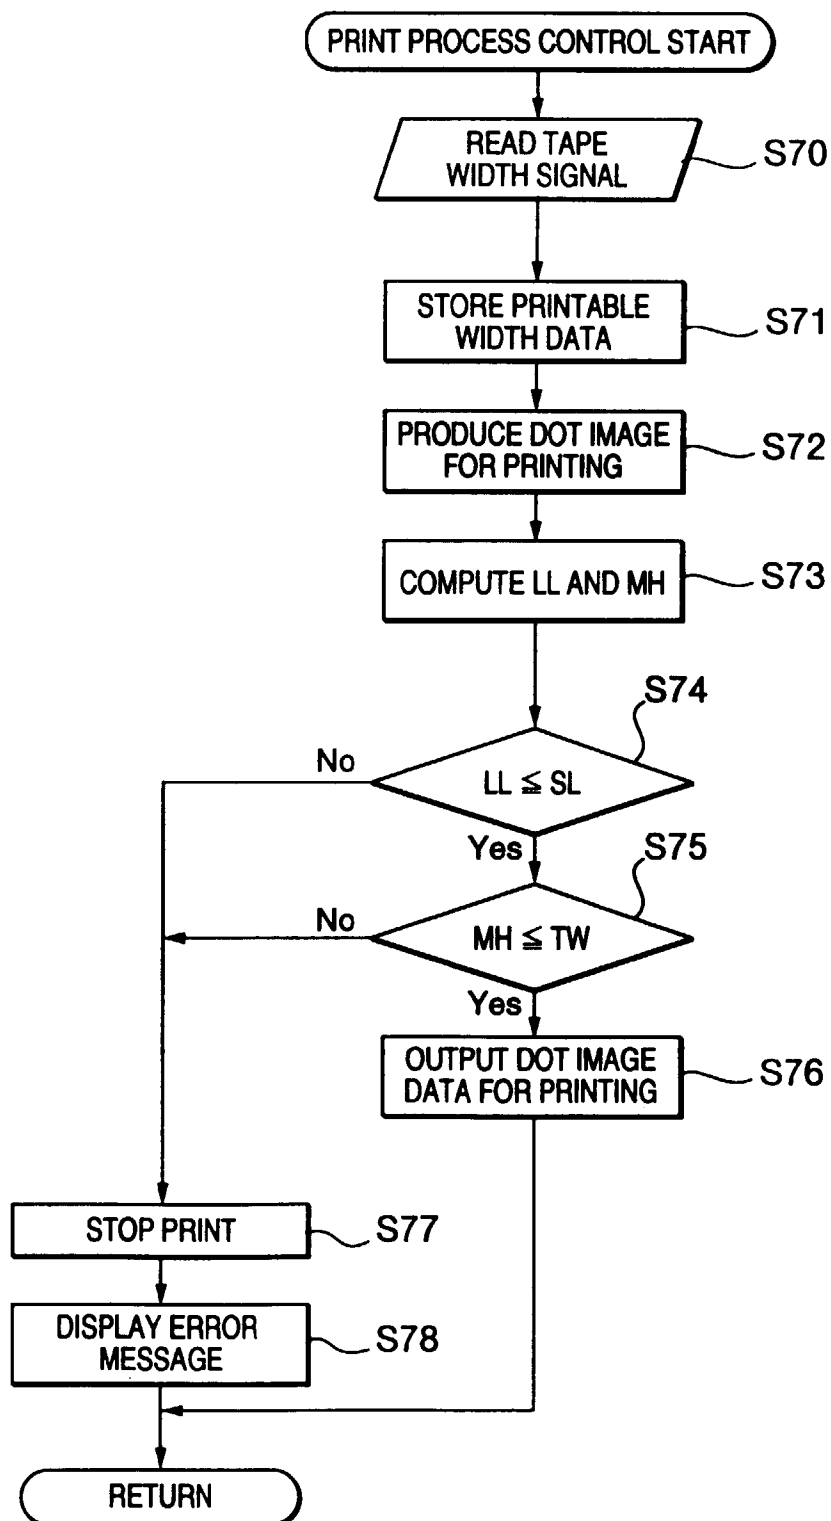 PRINT PROCESS CONTROL START
READ TAPE
WIDTH SIGNAL
S70
STORE PRINTABLE
WIDTH DATA
S71
PRODUCE DOT IMAGE
FOR PRINTING
S72
COMPUTE LL AND MH
S73
S74
No
LL ≦ SL
Yes
S75
No
MH ≦ TW
Yes
OUTPUT DOT IMAGE
DATA FOR PRINTING
S76
STOP PRINT
S77
DISPLAY ERROR
MESSAGE
S78
RETURN